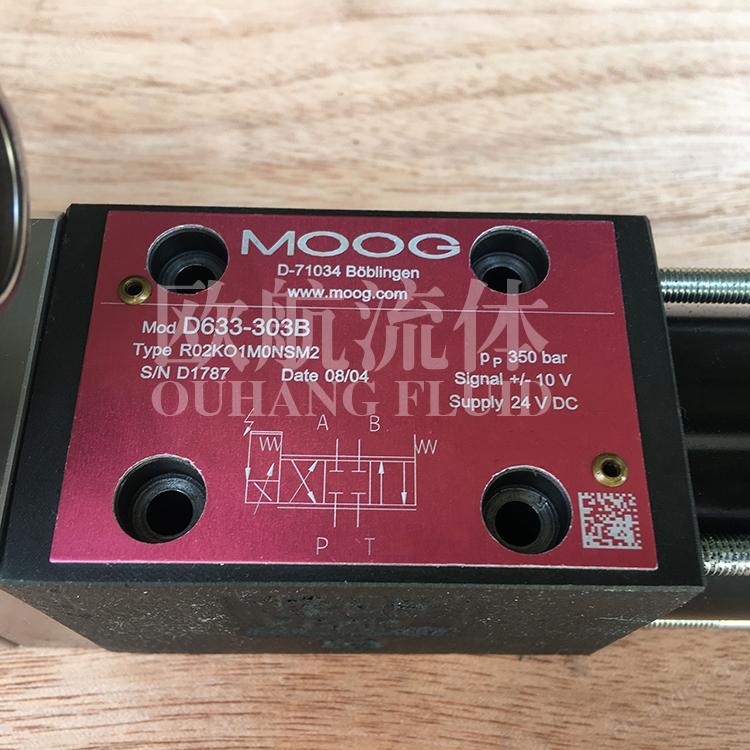 MOOG
D-71034 Böblingen
www.moog.com
Mod D633-303B
Type R02KO1M0NSM2
S/N D1787 Date 08/04
pP 350 bar
Signal +/- 10 V
Supply 24 V DC
欧航流体
OUHANG FLUID
A B
P T